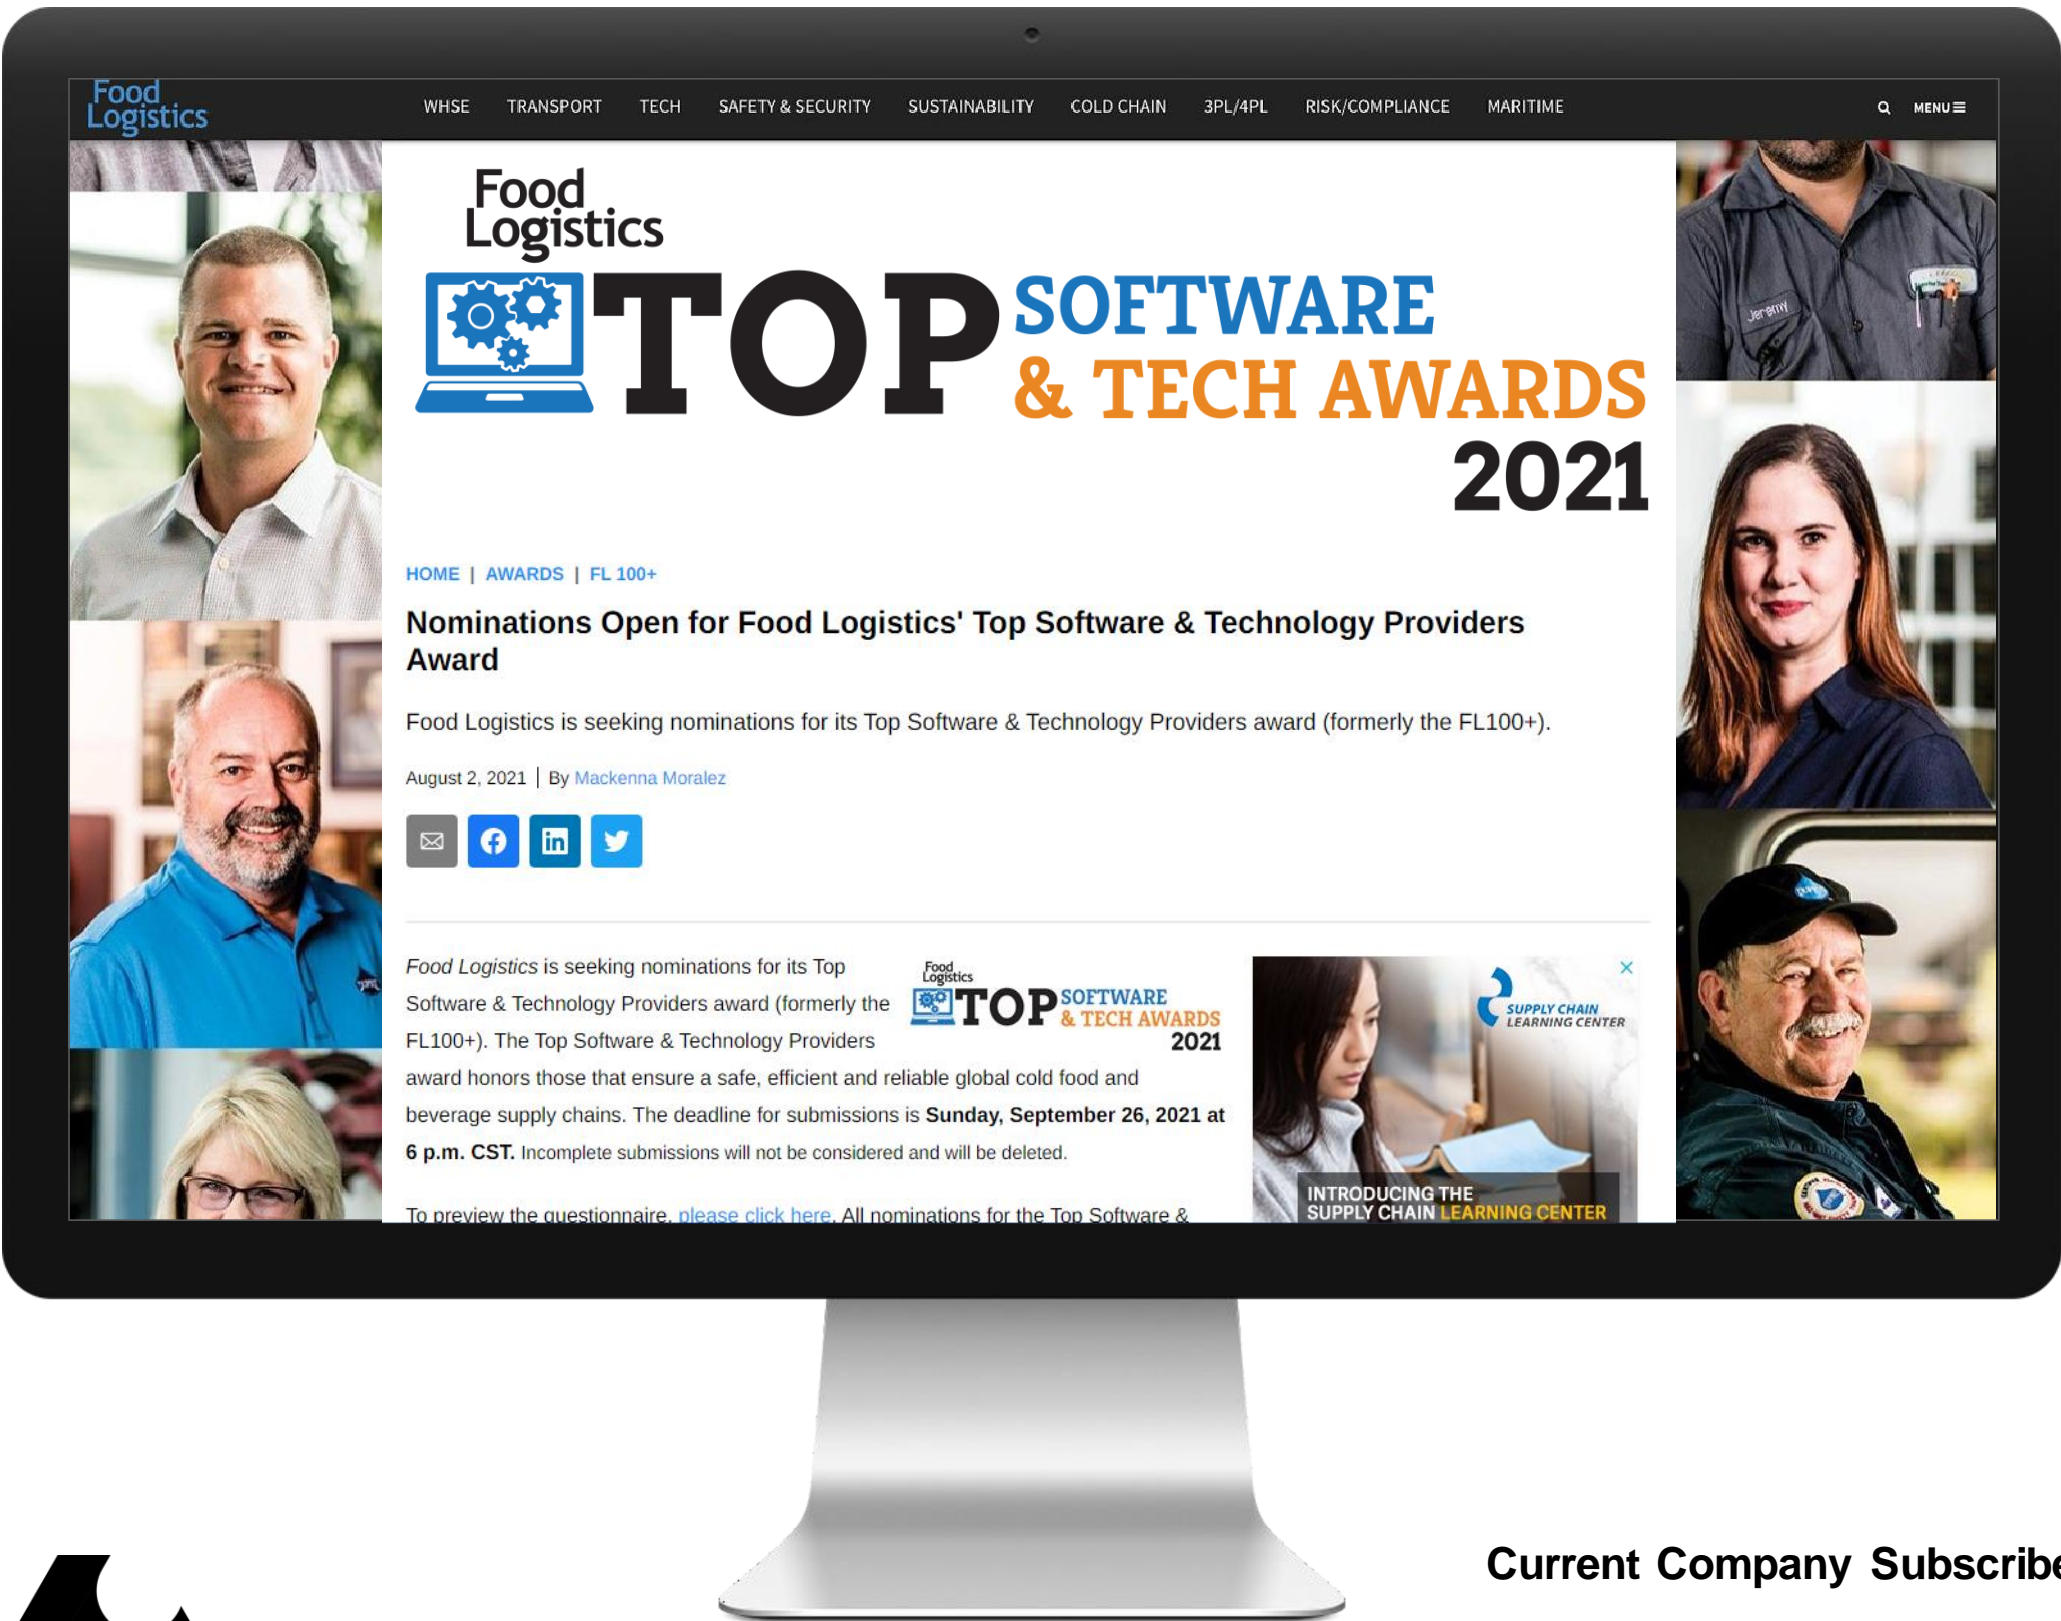 Food
Logistics
WHSE TRANSPORT TECH SAFETY & SECURITY SUSTAINABILITY COLD CHAIN 3PL/4PL RISK/COMPLIANCE MARITIME MENU
Food
Logistics
TOP SOFTWARE
& TECH AWARDS
2021
Jeremy
HOME | AWARDS | FL 100+
Nominations Open for Food Logistics' Top Software & Technology Providers
Award
Food Logistics is seeking nominations for its Top Software & Technology Providers award (formerly the FL100+).
August 2, 2021 | By Mackenna Moralez
Food Logistics is seeking nominations for its Top
Software & Technology Providers award (formerly the
FL100+). The Top Software & Technology Providers
award honors those that ensure a safe, efficient and reliable global cold food and
beverage supply chains. The deadline for submissions is Sunday, September 26, 2021 at
6 p.m. CST. Incomplete submissions will not be considered and will be deleted.
To preview the questionnaire, please click here. All nominations for the Top Software &
Food
Logistics
TOP SOFTWARE
& TECH AWARDS
2021
SUPPLY CHAIN
LEARNING CENTER
INTRODUCING THE
SUPPLY CHAIN LEARNING CENTER
Current Company Subscribe